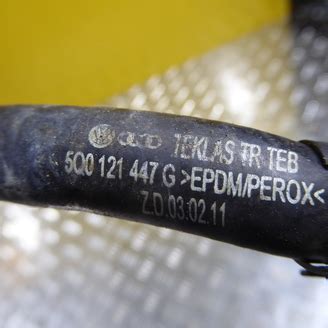 TEKLAS TR TEB
5Q0 121 447 G >EPDM/PEROX<
Z.D.03.02.11